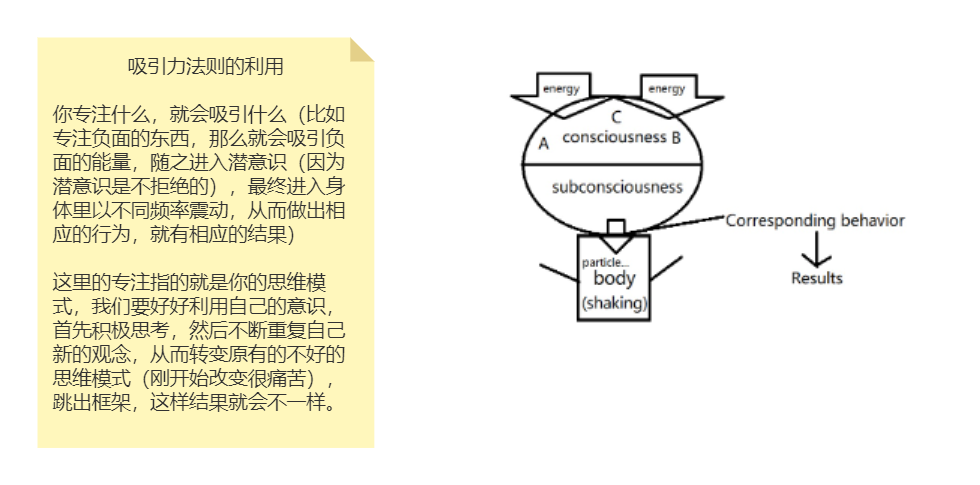 吸引力法则的利用
你专注什么，就会吸引什么（比如
专注负面的东西，那么就会吸引负
面的能量，随之进入潜意识（因为
潜意识是不拒绝的），最终进入身
体里以不同频率震动，从而做出相
应的行为，就有相应的结果）
这里的专注指的就是你的思维模
式，我们要好好利用自己的意识，
首先积极思考，然后不断重复自己
新的观念，从而转变原有的不好的
思维模式（刚开始改变很痛苦），
跳出框架，这样结果就会不一样。
energy
energy
C
A
consciousness B
subconsciousness
Corresponding behavior
particle...
body
(shaking)
Results